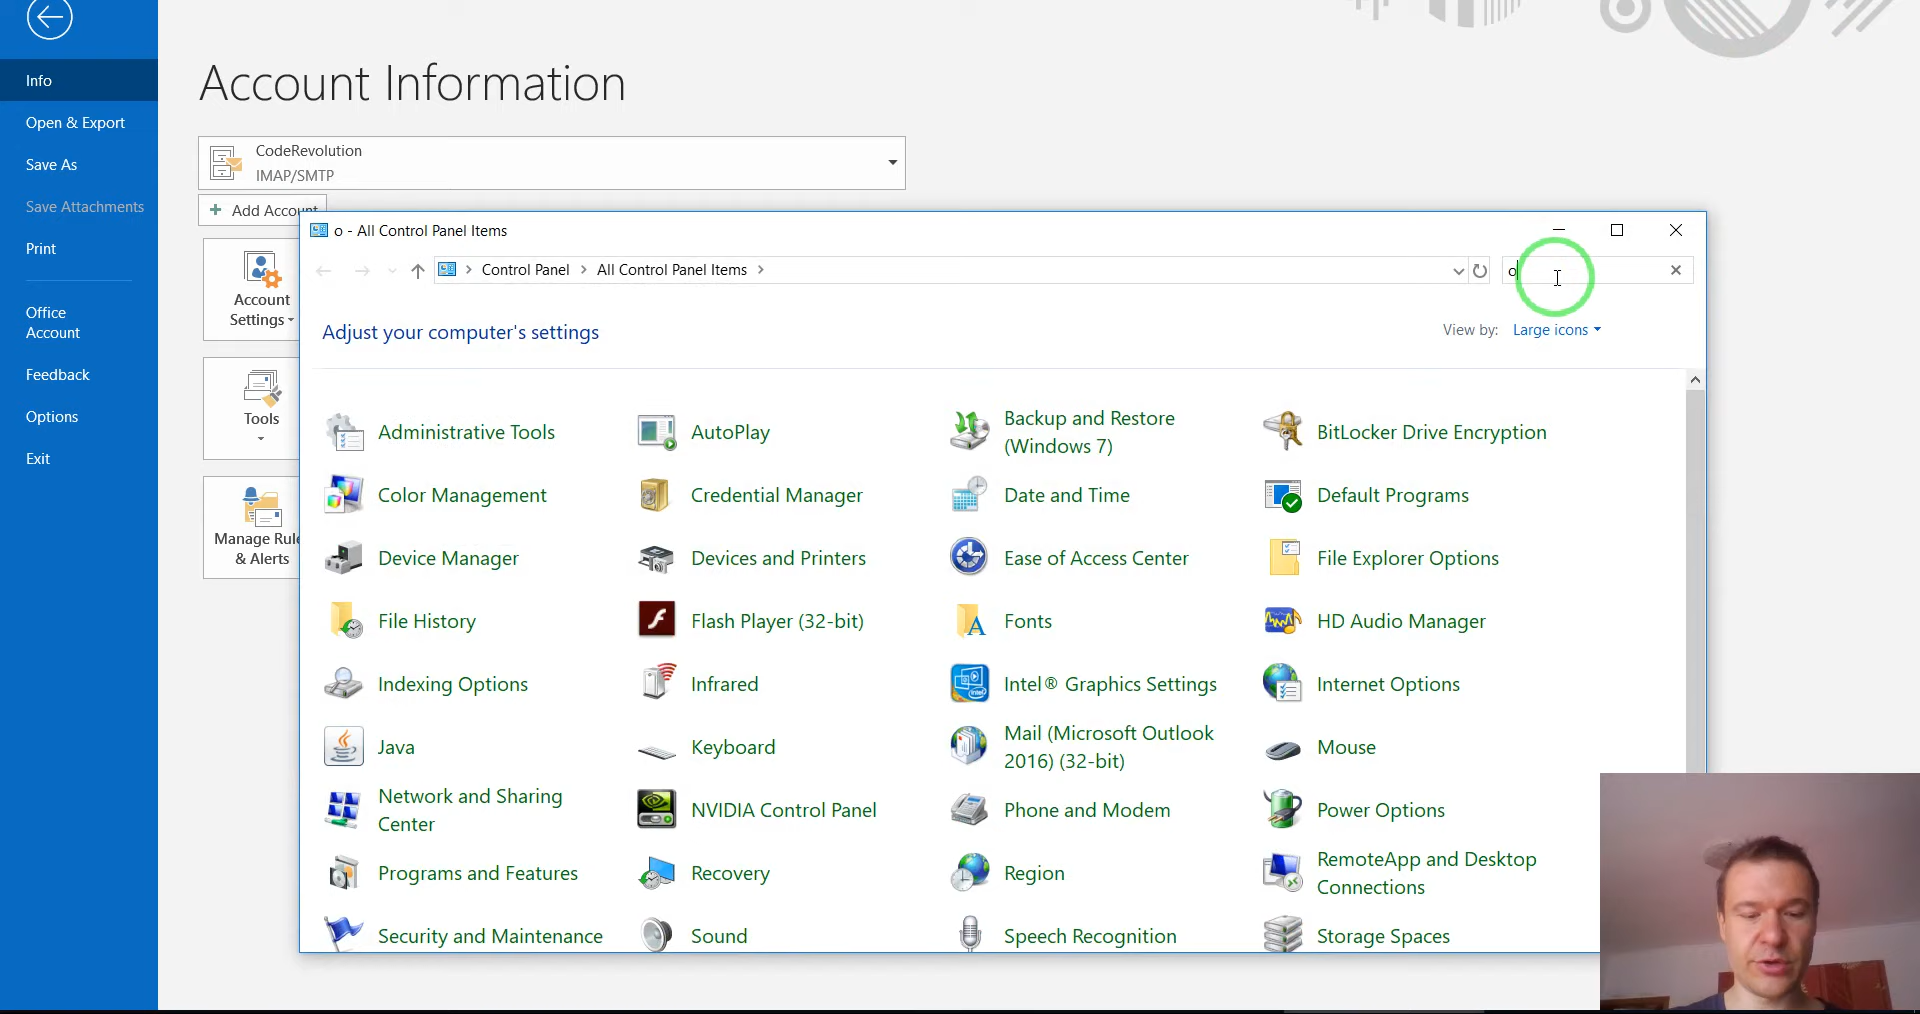 Info
Open & Export
Save As
Save Attachments
Print
Office
Account
Feedback
Options
Exit
Account Information
CodeRevolution
IMAP/SMTP
Add Account
Account
Settings
Tools
Manage Rule
& Alerts
o - All Control Panel Items
Control Panel
All Control Panel Items
o
Adjust your computer's settings
View by: Large icons
Administrative Tools
AutoPlay
Backup and Restore
(Windows 7)
BitLocker Drive Encryption
Color Management
Credential Manager
Date and Time
Default Programs
Device Manager
Devices and Printers
Ease of Access Center
File Explorer Options
File History
Flash Player (32-bit)
Fonts
HD Audio Manager
Indexing Options
Infrared
Intel® Graphics Settings
Internet Options
Java
Keyboard
Mail (Microsoft Outlook
2016) (32-bit)
Mouse
Network and Sharing
Center
NVIDIA Control Panel
Phone and Modem
Power Options
Programs and Features
Recovery
Region
RemoteApp and Desktop
Connections
Security and Maintenance
Sound
Speech Recognition
Storage Spaces